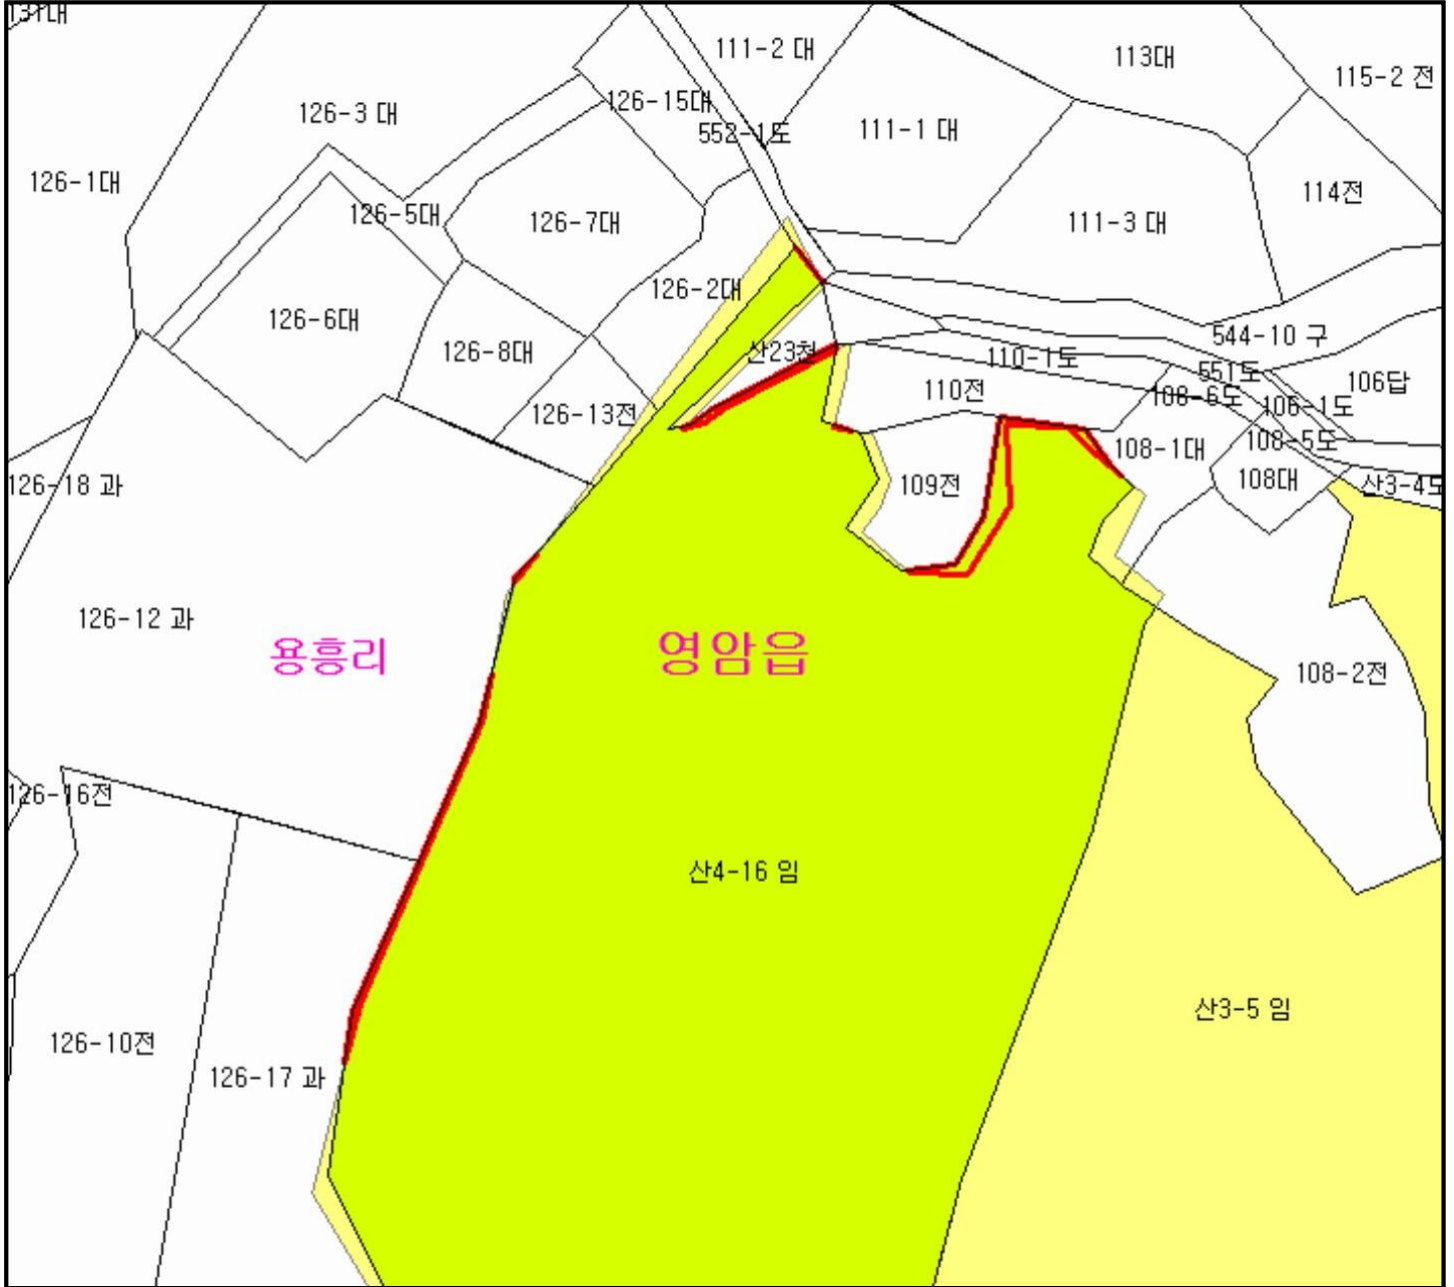 131대
111-2 대
113대
115-2 전
126-3 대
126-15대
552-1도
111-1 대
126-1대
114전
126-5대
126-7대
111-3 대
126-2대
126-6대
544-10 구
126-8대
산23천
110-1도
551도
106답
110전
108-6도
106-1도
126-13전
108-5도
108-1대
126-18 과
109전
108대
산3-4도
126-12 과
용흥리
영암읍
108-2전
126-16전
산4-16 임
산3-5 임
126-10전
126-17 과